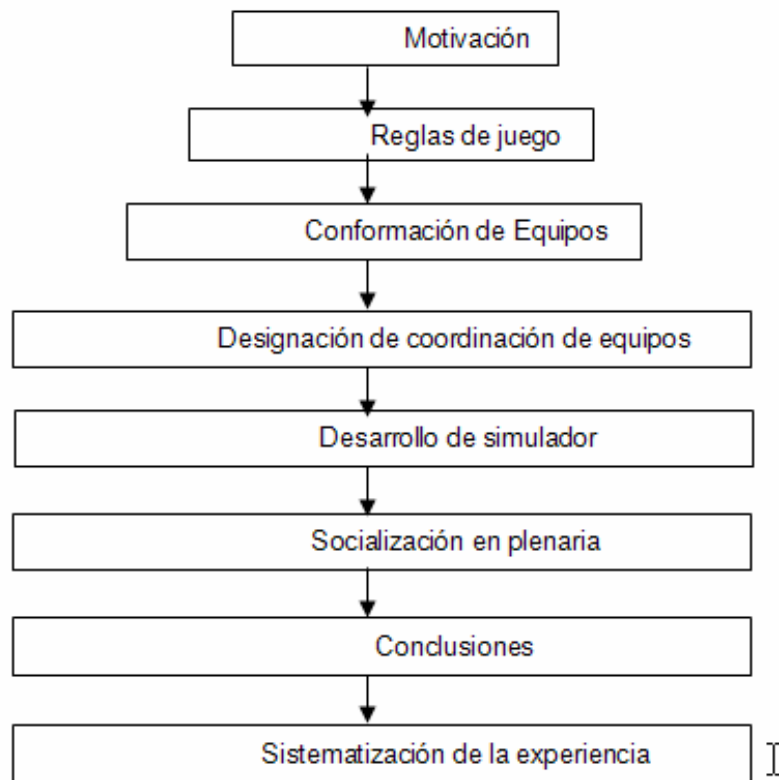 Motivación
Reglas de juego
Conformación de Equipos
Designación de coordinación de equipos
Desarrollo de simulador
Socialización en plenaria
Conclusiones
Sistematización de la experiencia